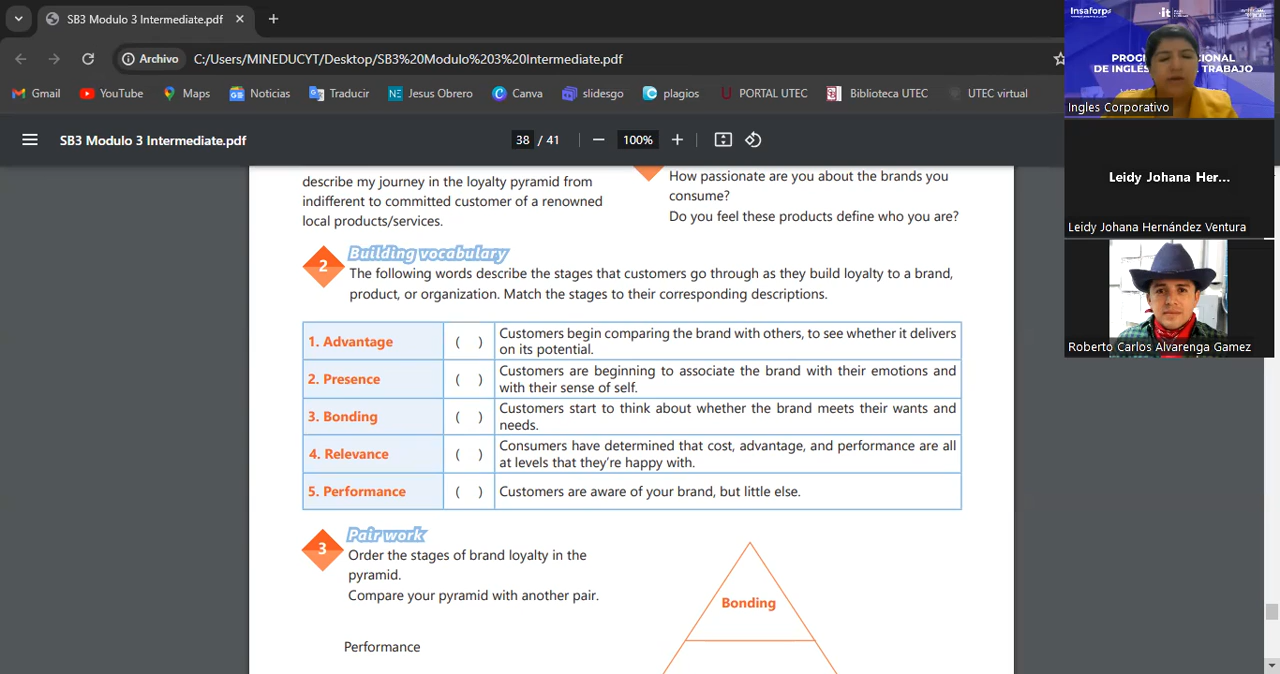 SB3 Modulo 3 Intermediate.pdf
Archivo
C:/Users/MINEDUCYT/Desktop/SB3%20Modulo%203%20Intermediate.pdf
Gmail
YouTube
Maps
Noticias
Traducir
Jesus Obrero
Canva
slidesgo
plagios
PORTAL UTEC
Biblioteca UTEC
UTEC virtual
SB3 Modulo 3 Intermediate.pdf
38 / 41
100%
describe my journey in the loyalty pyramid from
indifferent to committed customer of a renowned
local products/services.
How passionate are you about the brands you
consume?
Do you feel these products define who you are?
2
Building vocabulary
The following words describe the stages that customers go through as they build loyalty to a brand,
product, or organization. Match the stages to their corresponding descriptions.
1. Advantage ( ) Customers begin comparing the brand with others, to see whether it delivers
on its potential.
2. Presence ( ) Customers are beginning to associate the brand with their emotions and
with their sense of self.
3. Bonding ( ) Customers start to think about whether the brand meets their wants and
needs.
4. Relevance ( ) Consumers have determined that cost, advantage, and performance are all
at levels that they're happy with.
5. Performance ( ) Customers are aware of your brand, but little else.
3
Pair work
Order the stages of brand loyalty in the
pyramid.
Compare your pyramid with another pair.
Performance
Bonding
Insaforp
it
Ingles Corporativo
Leidy Johana Her...
Leidy Johana Hernández Ventura
Roberto Carlos Alvarenga Gamez